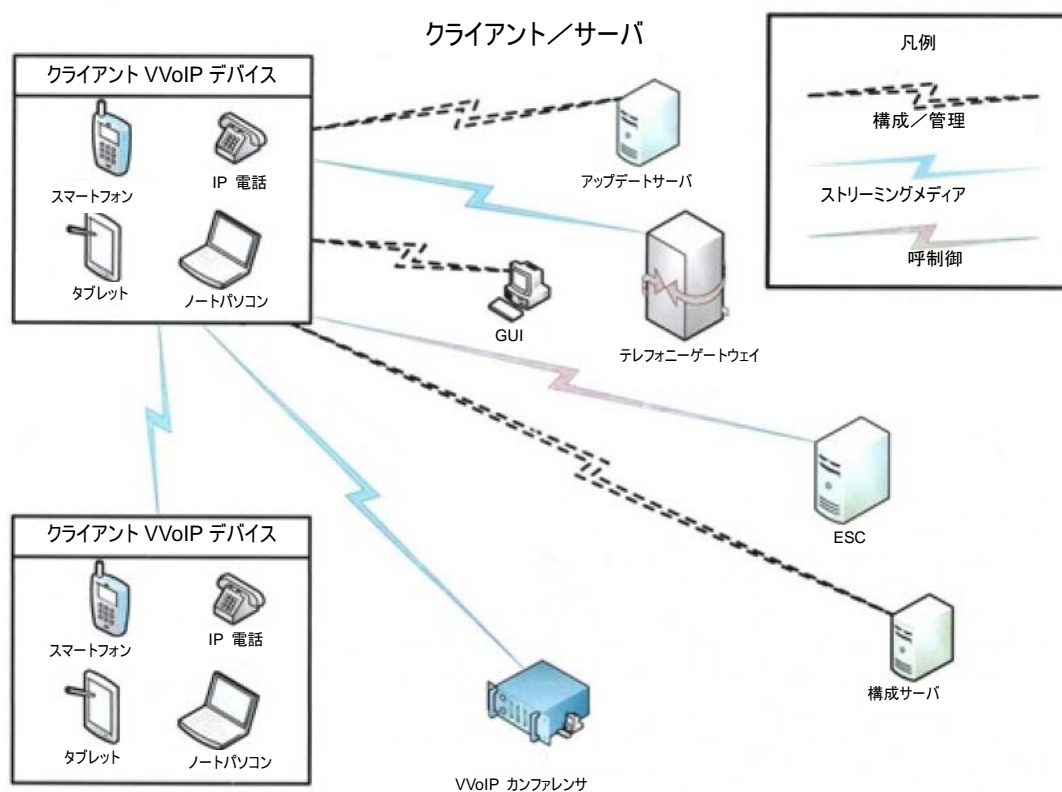 クライアント／サーバ
クライアント VVoIP デバイス
スマートフォン
IP 電話
タブレット
ノートパソコン
アップデートサーバ
GUI
テレフォニーゲートウェイ
凡例
構成／管理
ストリーミングメディア
呼制御
ESC
構成サーバ
クライアント VVoIP デバイス
スマートフォン
IP 電話
タブレット
ノートパソコン
VVoIP カンファレンサ